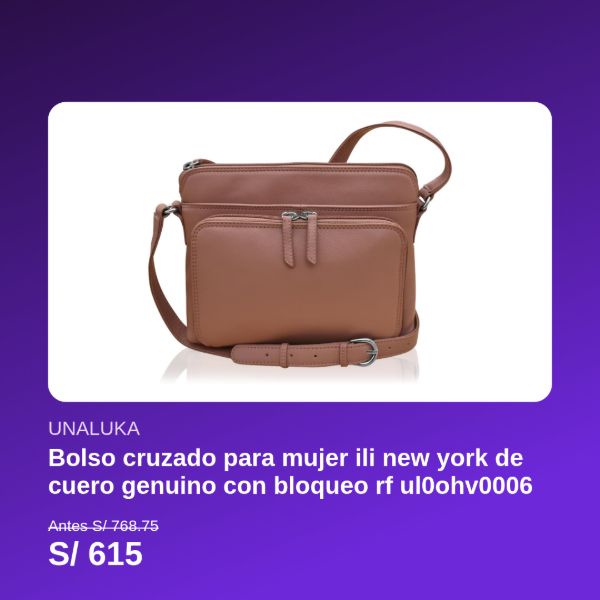 UNALUKA
Bolso cruzado para mujer ili new york de
cuero genuino con bloqueo rf ul0ohv0006
Antes S/ 768.75
S/ 615